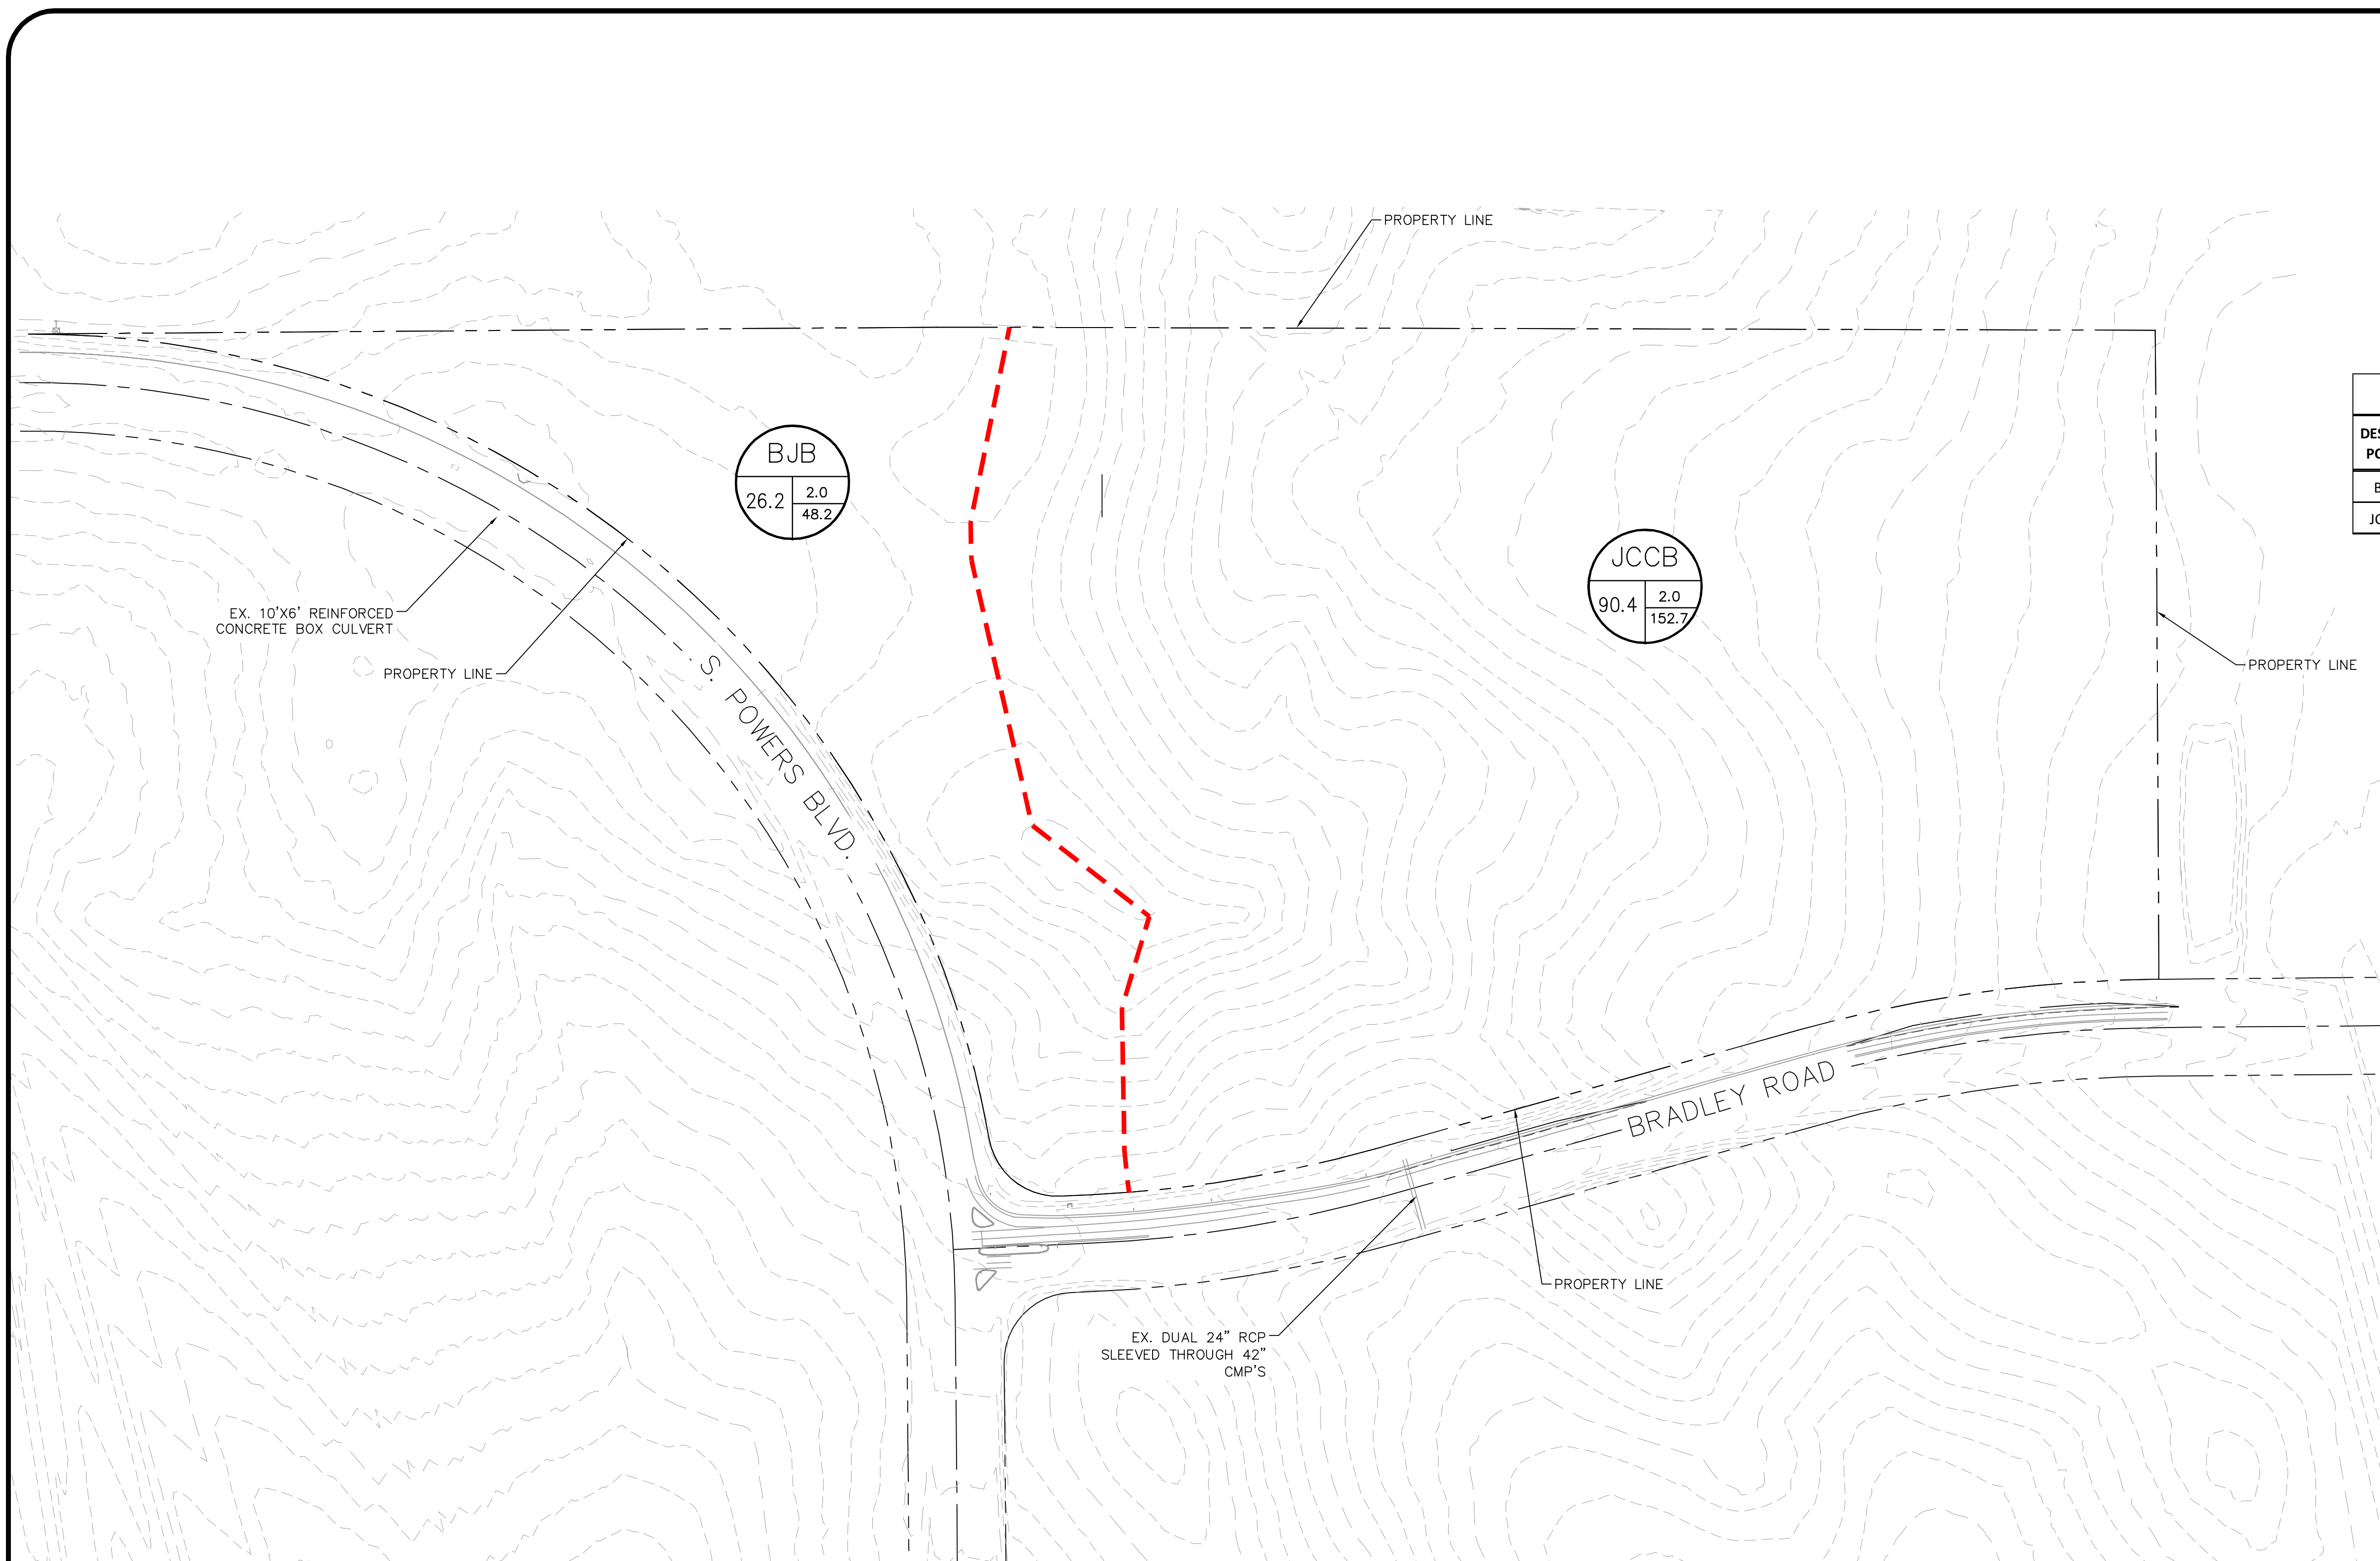 PROPERTY LINE
BJB
26.2
2.0
48.2
JCCB
90.4
2.0
152.7
EX. 10'X6' REINFORCED
CONCRETE BOX CULVERT
PROPERTY LINE
S. POWERS BLVD.
PROPERTY LINE
BRADLEY ROAD
PROPERTY LINE
EX. DUAL 24" RCP
SLEEVED THROUGH 42"
CMP'S